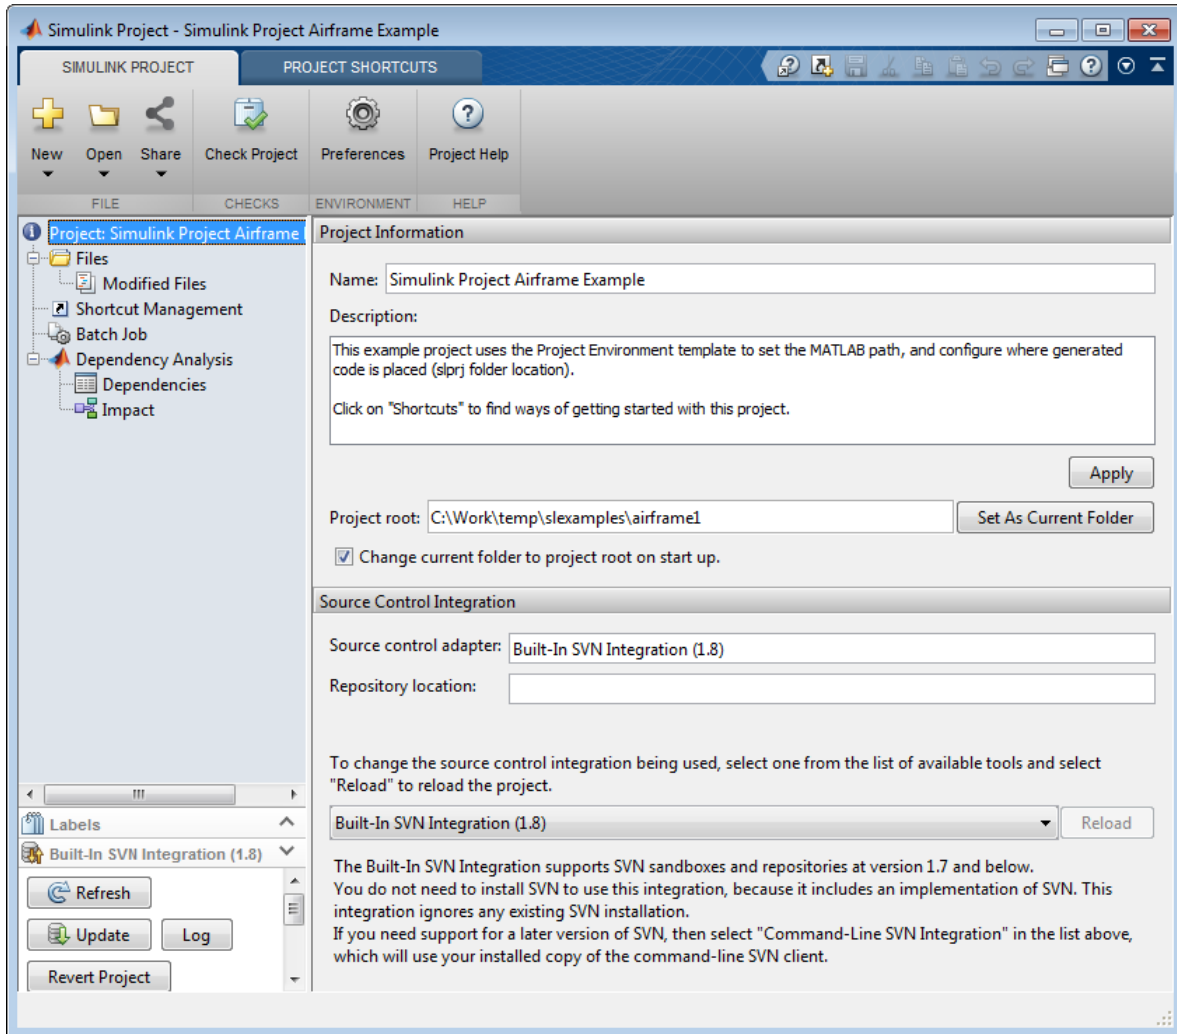 Simulink Project - Simulink Project Airframe Example
SIMULINK PROJECT
PROJECT SHORTCUTS
New
Open
Share
Check Project
Preferences
Project Help
FILE
CHECKS
ENVIRONMENT
HELP
Project: Simulink Project Airframe
Files
Modified Files
Shortcut Management
Batch Job
Dependency Analysis
Dependencies
Impact
Labels
Built-In SVN Integration (1.8)
Refresh
Update
Log
Revert Project
Project Information
Name: Simulink Project Airframe Example
Description:
This example project uses the Project Environment template to set the MATLAB path, and configure where generated
code is placed (slprj folder location).
Click on "Shortcuts" to find ways of getting started with this project.
Apply
Project root: C:\Work\temp\slexamples\airframe1
Set As Current Folder
Change current folder to project root on start up.
Source Control Integration
Source control adapter: Built-In SVN Integration (1.8)
Repository location:
To change the source control integration being used, select one from the list of available tools and select
"Reload" to reload the project.
Built-In SVN Integration (1.8)
Reload
The Built-In SVN Integration supports SVN sandboxes and repositories at version 1.7 and below.
You do not need to install SVN to use this integration, because it includes an implementation of SVN. This
integration ignores any existing SVN installation.
If you need support for a later version of SVN, then select "Command-Line SVN Integration" in the list above,
which will use your installed copy of the command-line SVN client.